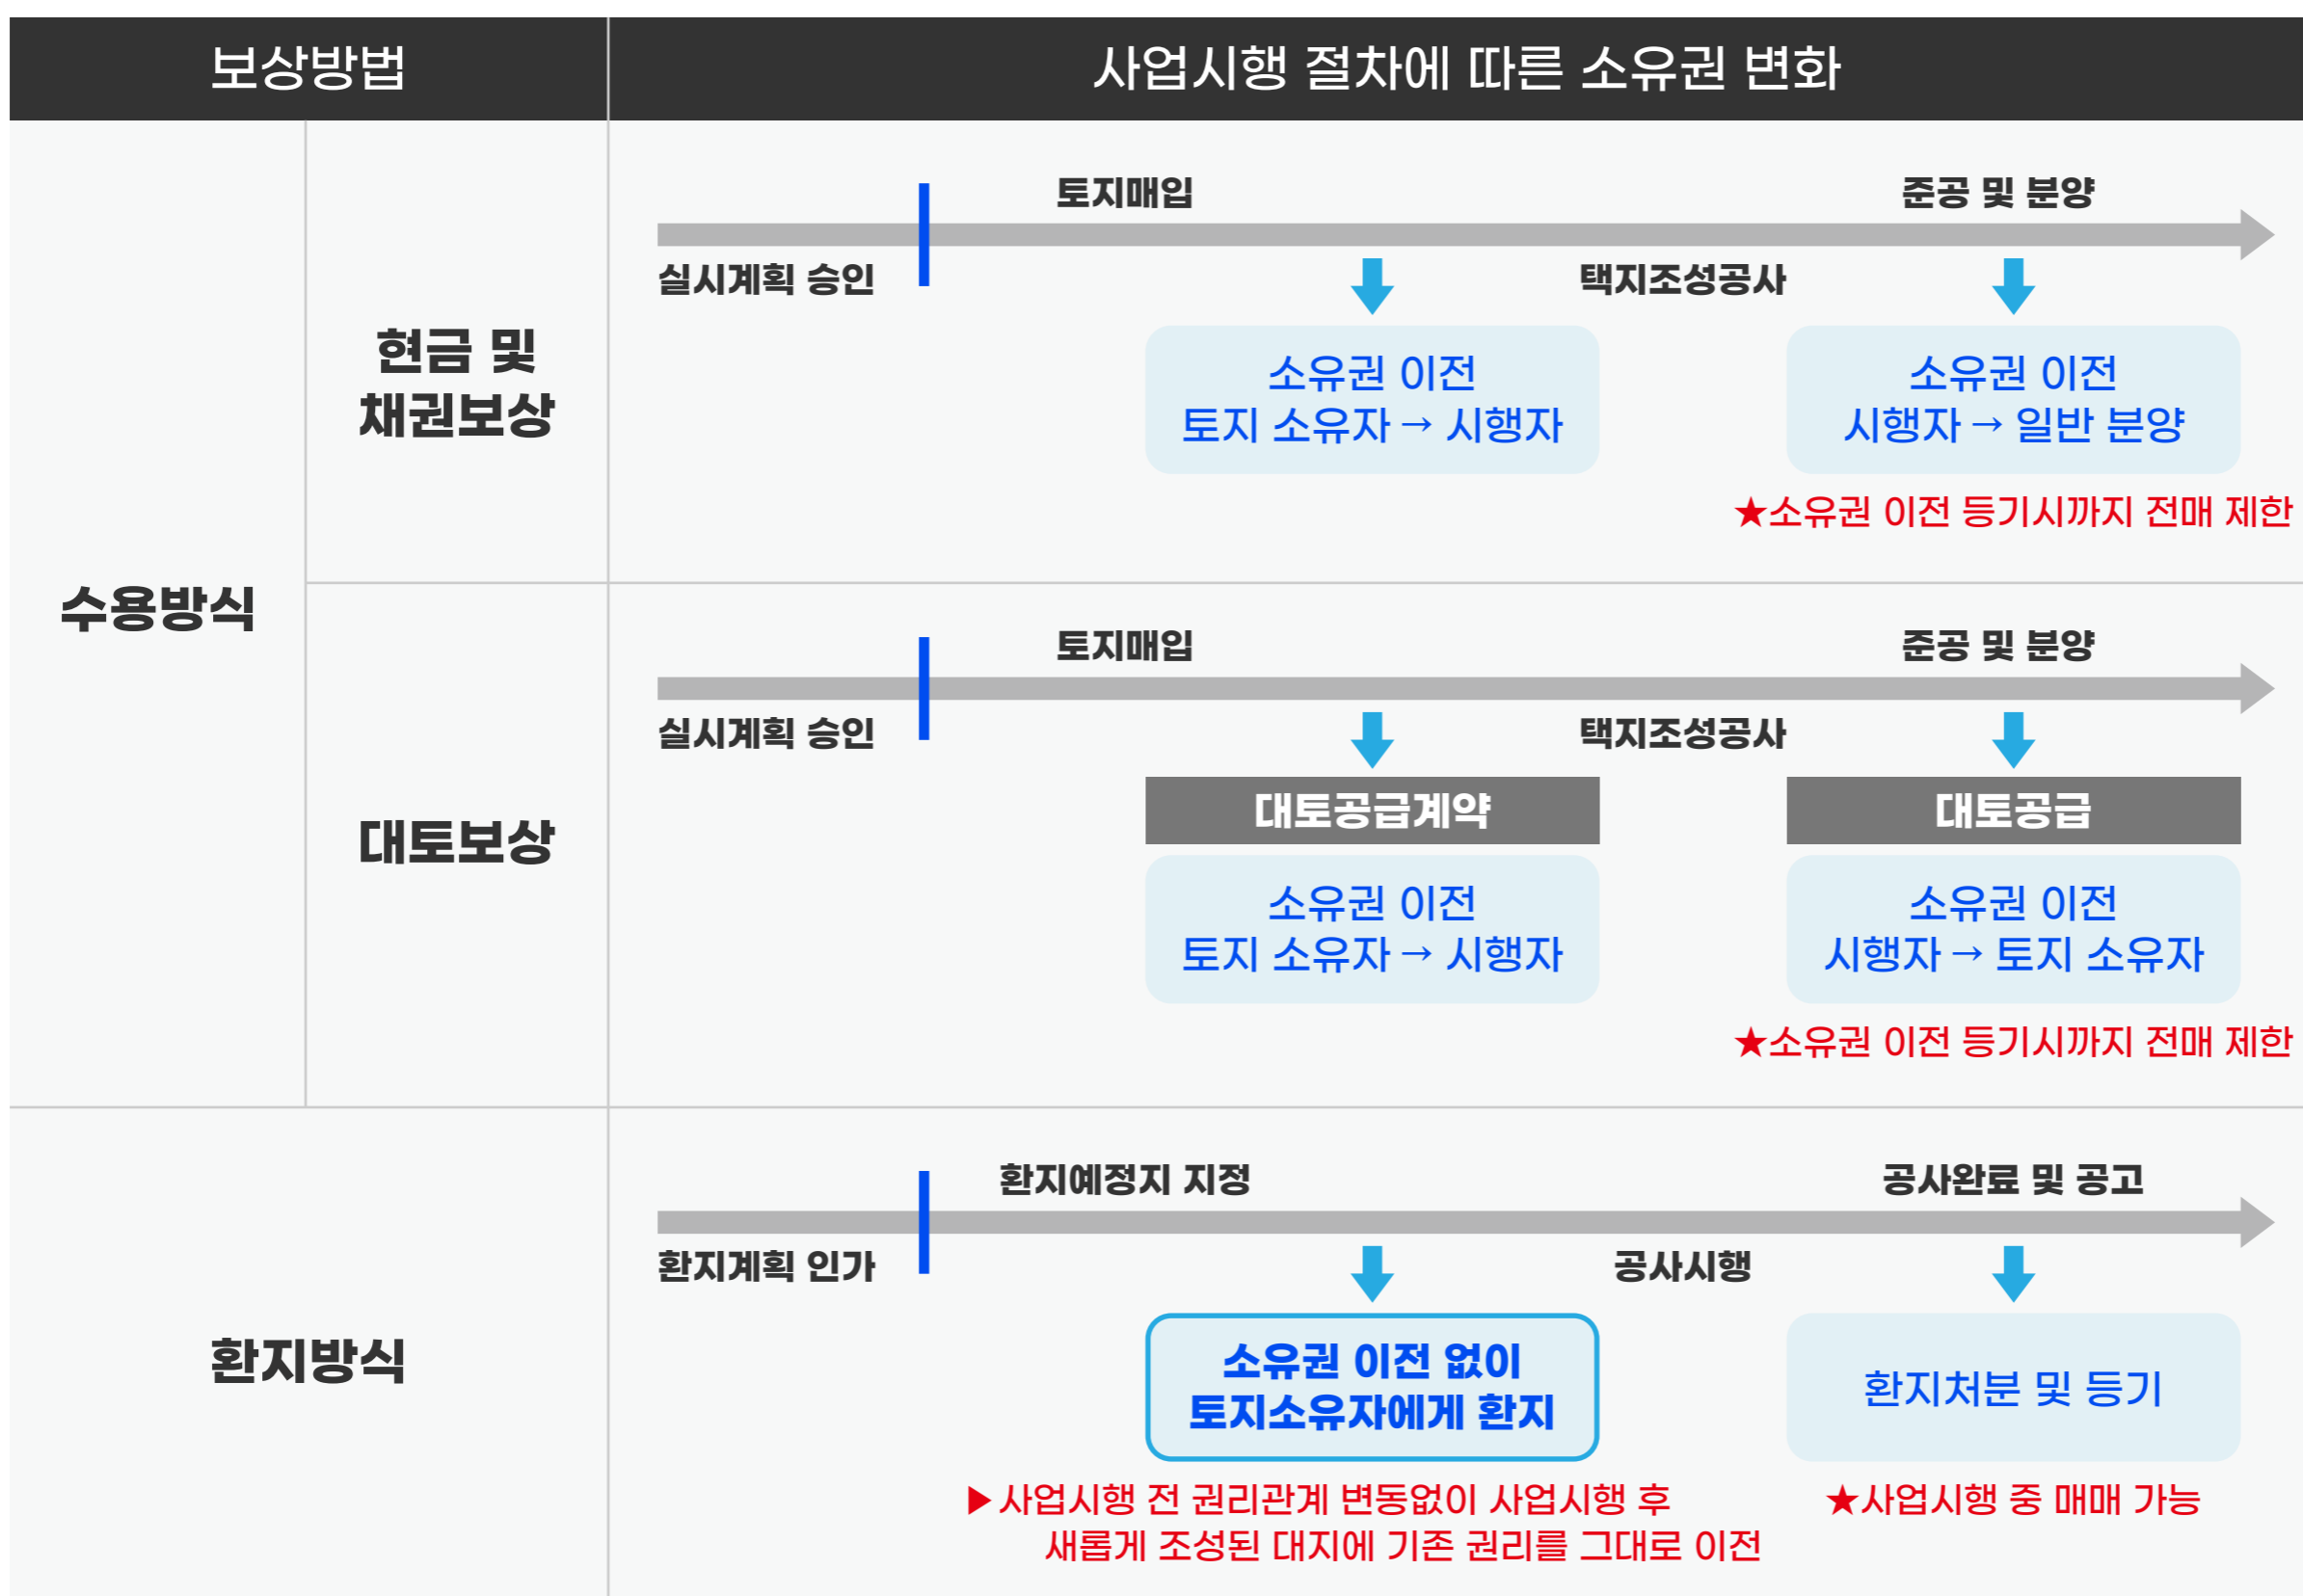 보상방법
사업시행 절차에 따른 소유권 변화
수용방식
현금 및
채권보상
토지매입
준공 및 분양
실시계획 승인
택지조성공사
소유권 이전
토지 소유자 → 시행자
소유권 이전
시행자 → 일반 분양
★소유권 이전 등기시까지 전매 제한
대토보상
토지매입
준공 및 분양
실시계획 승인
택지조성공사
대토공급계약
대토공급
소유권 이전
토지 소유자 → 시행자
소유권 이전
시행자 → 토지 소유자
★소유권 이전 등기시까지 전매 제한
환지방식
환지예정지 지정
공사완료 및 공고
환지계획 인가
공사시행
소유권 이전 없이
토지소유자에게 환지
환지처분 및 등기
▶사업시행 전 권리관계 변동없이 사업시행 후
새롭게 조성된 대지에 기존 권리를 그대로 이전
★사업시행 중 매매 가능